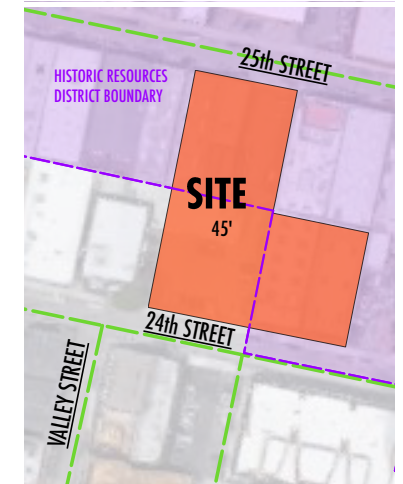 25th STREET
HISTORIC RESOURCES
DISTRICT BOUNDARY
SITE
45'
24th STREET
VALLEY STREET